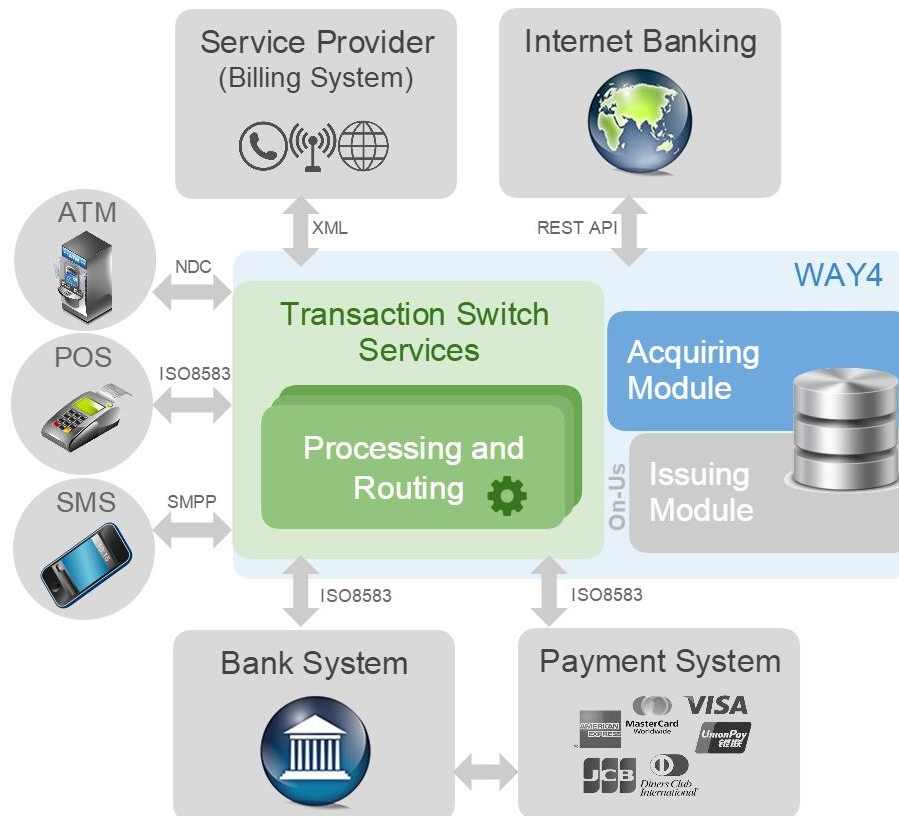 Service Provider
(Billing System)
Internet Banking
XML
REST API
ATM
NDC
WAY4
Transaction Switch
Services
Acquiring
Module
POS
ISO8583
Processing and
Routing
On-Us
Issuing
Module
SMS
SMPP
ISO8583
ISO8583
Bank System
Payment System
AMERICAN
EXPRESS
MasterCard
Worldwide
VISA
UnionPay
银联
JCB
Diners Club
International